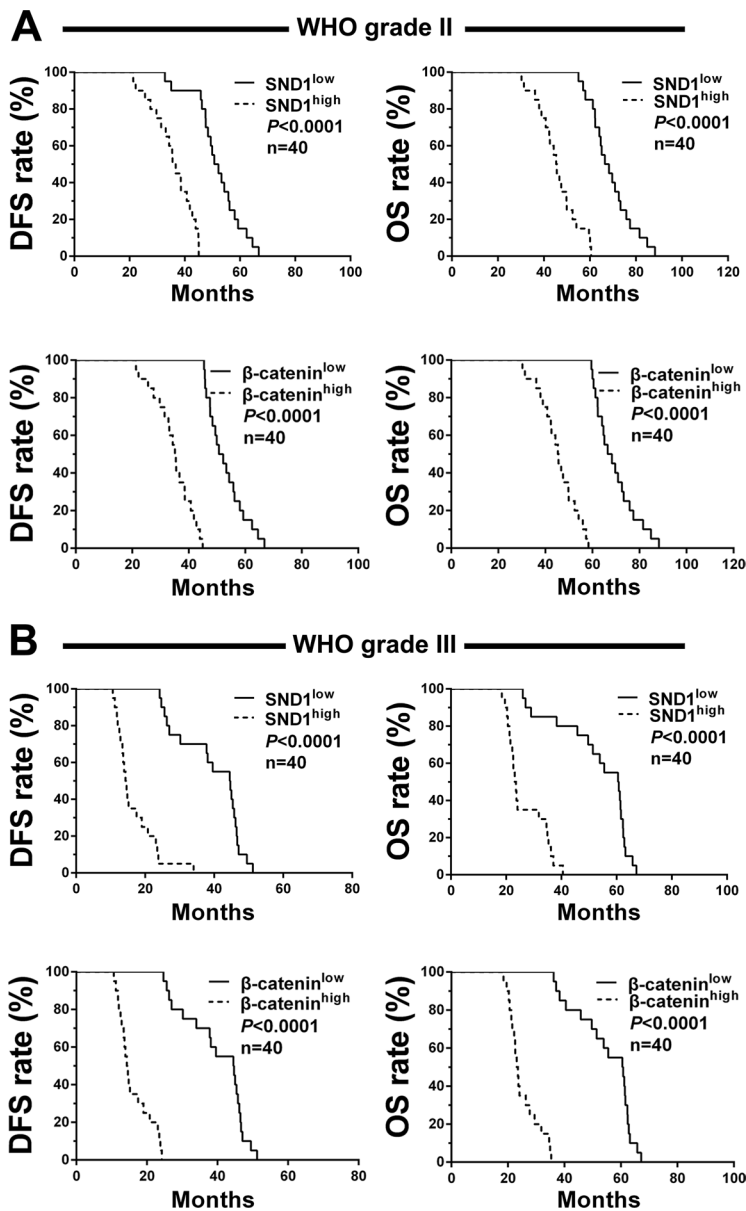 A
WHO grade II
DFS rate (%)
100
80
60
40
20
0
0 20 40 60 80 100
Months
SND1low
SND1high
P<0.0001
n=40
OS rate (%)
100
80
60
40
20
0
0 20 40 60 80 100 120
Months
SND1low
SND1high
P<0.0001
n=40
DFS rate (%)
100
80
60
40
20
0
0 20 40 60 80 100
Months
β-cateninlow
β-cateninhigh
P<0.0001
n=40
OS rate (%)
100
80
60
40
20
0
0 20 40 60 80 100 120
Months
β-cateninlow
β-cateninhigh
P<0.0001
n=40
B
WHO grade III
DFS rate (%)
100
80
60
40
20
0
0 20 40 60 80
Months
SND1low
SND1high
P<0.0001
n=40
OS rate (%)
100
80
60
40
20
0
0 20 40 60 80 100
Months
SND1low
SND1high
P<0.0001
n=40
DFS rate (%)
100
80
60
40
20
0
0 20 40 60 80
Months
β-cateninlow
β-cateninhigh
P<0.0001
n=40
OS rate (%)
100
80
60
40
20
0
0 20 40 60 80 100
Months
β-cateninlow
β-cateninhigh
P<0.0001
n=40